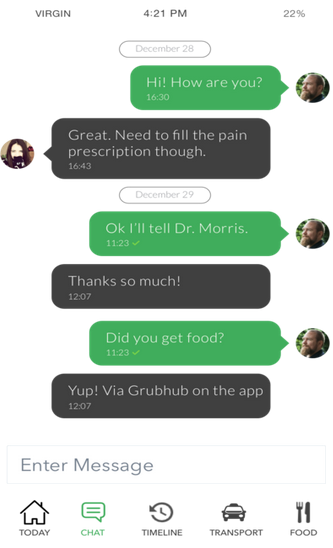 VIRGIN 4:21 PM 22%
December 28
Hi! How are you?
16:30
Great. Need to fill the pain
prescription though.
16:43
December 29
Ok I'll tell Dr. Morris.
11:23 ✓
Thanks so much!
12:07
Did you get food?
11:23 ✓
Yup! Via Grubhub on the app
12:07
Enter Message
TODAY CHAT TIMELINE TRANSPORT FOOD